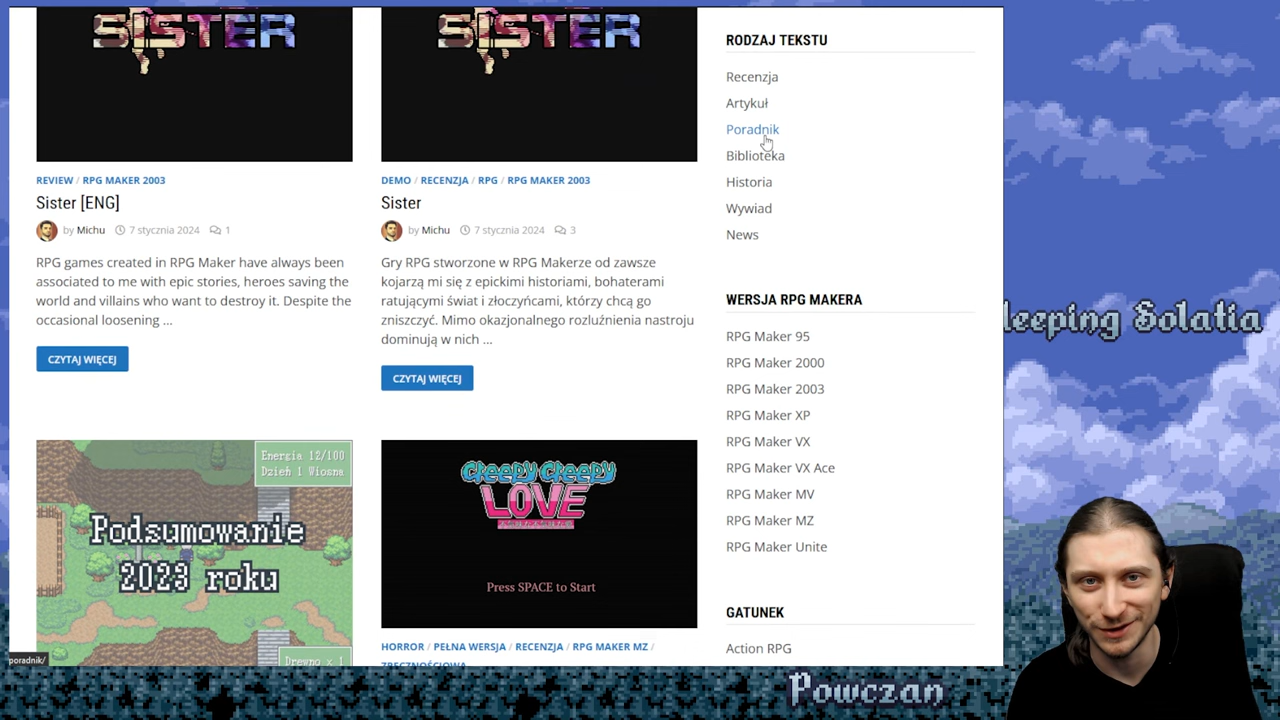 SISTER
SISTER
REVIEW / RPG MAKER 2003
Sister [ENG]
by Michu 7 stycznia 2024 1
RPG games created in RPG Maker have always been
associated to me with epic stories, heroes saving the
world and villains who want to destroy it. Despite the
occasional loosening ...
CZYTAJ WIĘCEJ
DEMO / RECENZJA / RPG / RPG MAKER 2003
Sister
by Michu 7 stycznia 2024 3
Gry RPG stworzone w RPG Makerze od zawsze
kojarzą mi się z epickimi historiami, bohaterami
ratującymi świat i złoczyńcami, którzy chcą go
zniszczyć. Mimo okazjonalnego rozluźnienia nastroju
dominują w nich ...
CZYTAJ WIĘCEJ
Energia 12/100
Dzień 1 Wiosna
Podsumowanie
2023 roku
Drewno x 1
poradnik/
Creepy Creepy
LOVE
Press SPACE to Start
HORROR / PEŁNA WERSJA / RECENZJA / RPG MAKER MZ /
ZRĘCZNOŚCIOWA
RODZAJ TEKSTU
Recenzja
Artykuł
Poradnik
Biblioteka
Historia
Wywiad
News
WERSJA RPG MAKERA
RPG Maker 95
RPG Maker 2000
RPG Maker 2003
RPG Maker XP
RPG Maker VX
RPG Maker VX Ace
RPG Maker MV
RPG Maker MZ
RPG Maker Unite
GATUNEK
Action RPG
leeping Solatia
Powczan